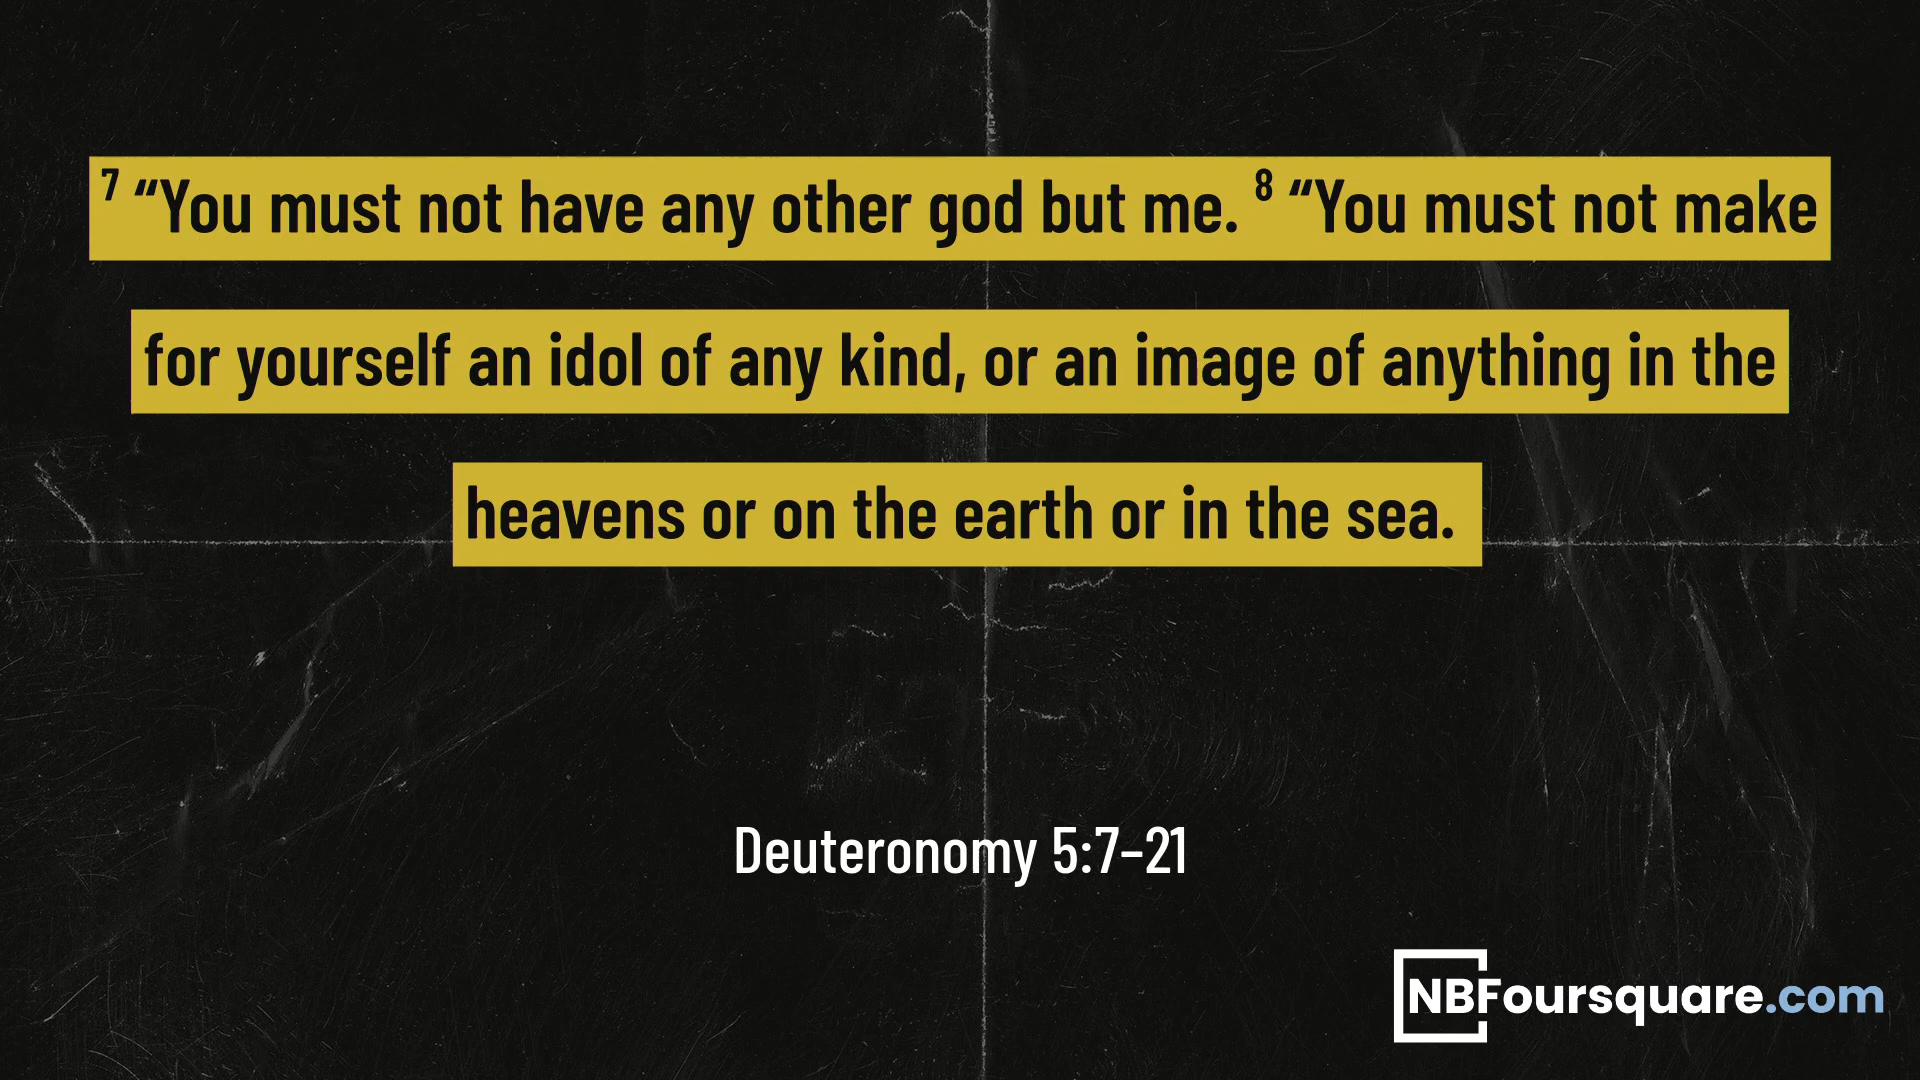 7 “You must not have any other god but me. 8 “You must not make
for yourself an idol of any kind, or an image of anything in the
heavens or on the earth or in the sea.
Deuteronomy 5:7–21
NBFoursquare.com